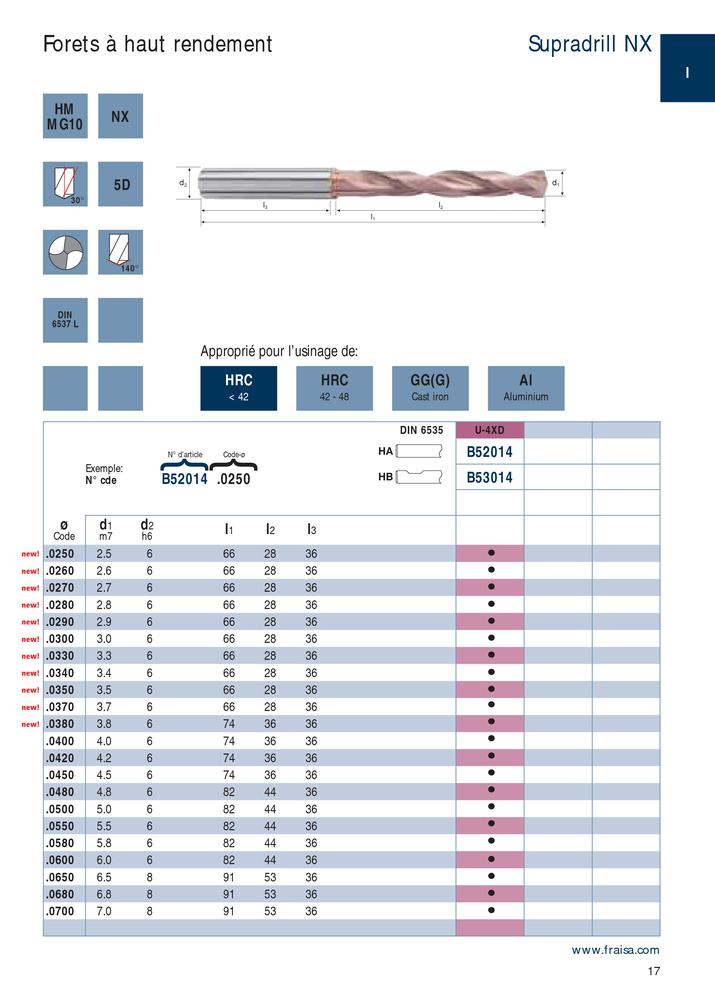 Forets à haut rendement
Supradrill NX
I
HM
MG10
NX
30°
5D
140°
DIN
6537 L
d2
d1
l3
l2
l1
Approprié pour l'usinage de:
HRC
< 42
HRC
42 - 48
GG(G)
Cast iron
Al
Aluminium
DIN 6535
U-4XD
HA
B52014
HB
B53014
Exemple:
N° cde
N° d'article
Code-ø
B52014 .0250
ø d1 d2 l1 l2 l3
Code m7 h6
new! .0250 2.5 6 66 28 36 •
new! .0260 2.6 6 66 28 36 •
new! .0270 2.7 6 66 28 36 •
new! .0280 2.8 6 66 28 36 •
new! .0290 2.9 6 66 28 36 •
new! .0300 3.0 6 66 28 36 •
new! .0330 3.3 6 66 28 36 •
new! .0340 3.4 6 66 28 36 •
new! .0350 3.5 6 66 28 36 •
new! .0370 3.7 6 66 28 36 •
new! .0380 3.8 6 74 36 36 •
.0400 4.0 6 74 36 36 •
.0420 4.2 6 74 36 36 •
.0450 4.5 6 74 36 36 •
.0480 4.8 6 82 44 36 •
.0500 5.0 6 82 44 36 •
.0550 5.5 6 82 44 36 •
.0580 5.8 6 82 44 36 •
.0600 6.0 6 82 44 36 •
.0650 6.5 8 91 53 36 •
.0680 6.8 8 91 53 36 •
.0700 7.0 8 91 53 36 •
www.fraisa.com
17